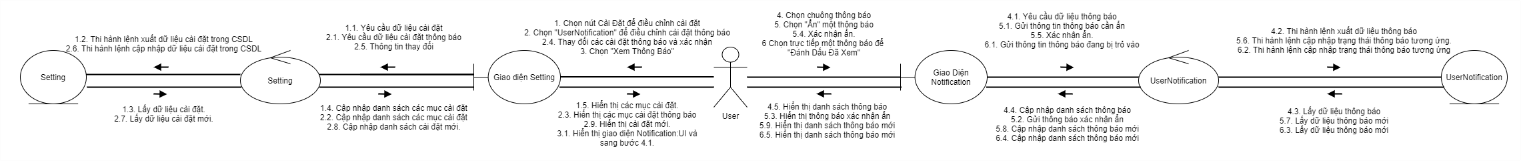 1.2. Thi hành lệnh xuất dữ liệu cài đặt trong CSDL
2.6. Thi hành lệnh cập nhập dữ liệu cài đặt trong CSDL
Setting
1.3. Lấy dữ liệu cài đặt.
2.7. Lấy dữ liệu cài đặt mới.
Setting
1.1. Yêu cầu dữ liệu cài đặt
2.1. Yêu cầu dữ liệu cài đặt thông báo
2.5. Thông tin thay đổi
1.4. Cập nhập danh sách các mục cài đặt
2.2. Cập nhập danh sách các mục cài đặt
2.8. Cập nhập danh sách cài đặt mới.
Giao diện Setting
1. Chọn nút Cài Đặt để điều chỉnh cài đặt
2. Chọn "UserNotification" để điều chỉnh cài đặt thông báo
2.4. Thay đổi các cài đặt thông báo và xác nhận
3. Chọn "Xem Thông Báo"
1.5. Hiển thị các mục cài đặt.
2.3. Hiển thị các mục cài đặt thông báo
2.9. Hiển thị cài đặt mới.
3.1. Hiển thị giao diện Notification UI và
sang bước 4.1.
User
4. Chọn chuông thông báo
5. Chọn "Ẩn" một thông báo
5.4. Xác nhận ẩn.
6 Chọn trực tiếp một thông báo để
"Đánh Dấu Đã Xem"
4.5. Hiển thị danh sách thông báo
5.3. Hiển thị thông báo xác nhận ẩn
5.9. Hiển thị danh sách thông báo mới
6.5. Hiển thị danh sách thông báo mới
Giao Diện
Notification
4.1. Yêu cầu dữ liệu thông báo
5.1. Gửi thông tin thông báo cần ẩn
5.5. Xác nhận ẩn.
6.1. Gửi thông tin thông báo đang bị trỏ vào
4.4. Cập nhập danh sách thông báo
5.2. Gửi thông báo xác nhận ẩn
5.8. Cập nhập danh sách thông báo mới
6.4. Cập nhập danh sách thông báo mới
UserNotification
4.2. Thi hành lệnh xuất dữ liệu thông báo
5.6. Thi hành lệnh cập nhập trạng thái thông báo tương ứng.
6.2. Thi hành lệnh cập nhập trạng thái thông báo tương ứng
4.3. Lấy dữ liệu thông báo
5.7. Lấy dữ liệu thông báo mới
6.3. Lấy dữ liệu thông báo mới
UserNotification